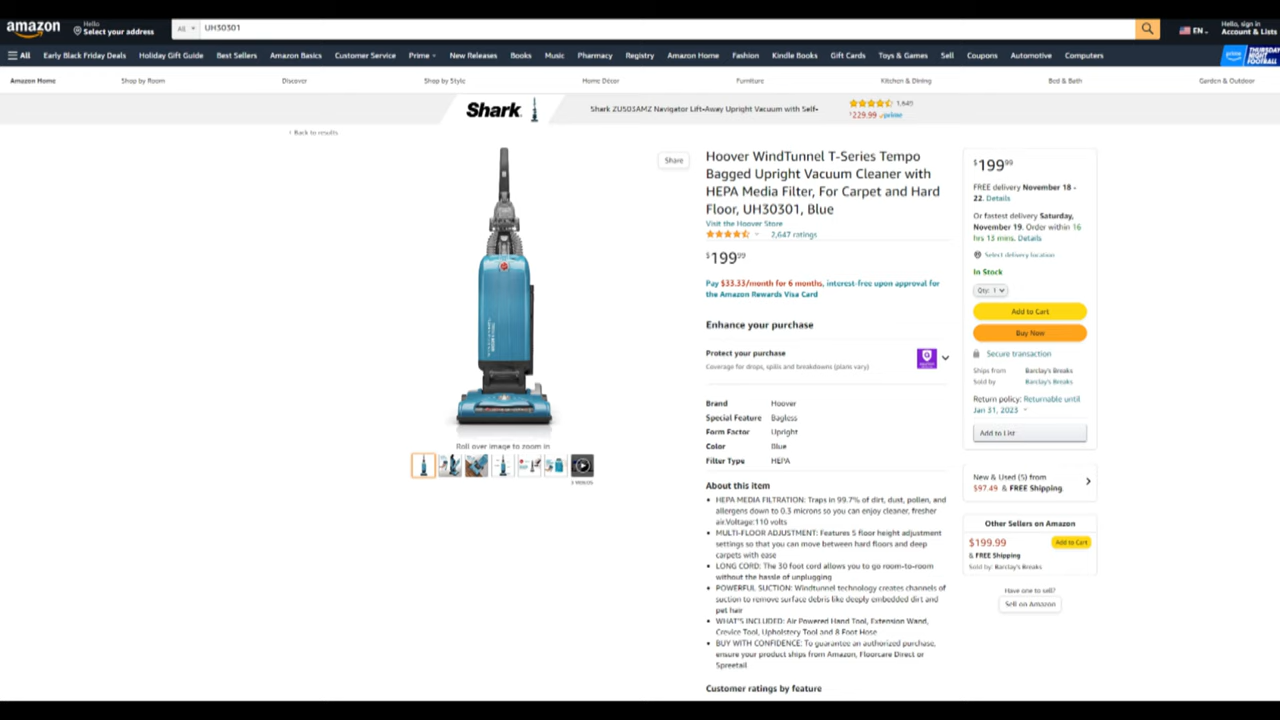 amazon
Hello
Select your address
All
UH30301
EN
Hello, sign in
Account & Lists
All
Early Black Friday Deals
Holiday Gift Guide
Best Sellers
Amazon Basics
Customer Service
Prime
New Releases
Books
Music
Pharmacy
Registry
Amazon Home
Fashion
Kindle Books
Gift Cards
Toys & Games
Sell
Coupons
Automotive
Computers
prime
THURSDAY
NIGHT
FOOTBALL
Amazon Home
Shop by Room
Discover
Shop by Style
Home Décor
Furniture
Kitchen & Dining
Bed & Bath
Garden & Outdoor
Shark
Shark ZU503AMZ Navigator Lift-Away Upright Vacuum with Self-
$229.99 prime
‹ Back to results
Roll over image to zoom in
Share
Hoover WindTunnel T-Series Tempo
Bagged Upright Vacuum Cleaner with
HEPA Media Filter, For Carpet and Hard
Floor, UH30301, Blue
Visit the Hoover Store
2,647 ratings
$199⁹⁹
Pay $33.33/month for 6 months, interest-free upon approval for
the Amazon Rewards Visa Card
Enhance your purchase
Protect your purchase
Coverage for drops, spills and breakdowns (plans vary)
Brand Hoover
Special Feature Bagless
Form Factor Upright
Color Blue
Filter Type HEPA
About this item
• HEPA MEDIA FILTRATION: Traps in 99.7% of dirt, dust, pollen, and
allergens down to 0.3 microns so you can enjoy cleaner, fresher
air.Voltage:110 volts
• MULTI-FLOOR ADJUSTMENT: Features 5 floor height adjustment
settings so that you can move between hard floors and deep
carpets with ease
• LONG CORD: The 30 foot cord allows you to go room-to-room
without the hassle of unplugging
• POWERFUL SUCTION: Windtunnel technology creates channels of
suction to remove surface debris like deeply embedded dirt and
pet hair
• WHAT'S INCLUDED: Air Powered Hand Tool, Extension Wand,
Crevice Tool, Upholstery Tool and 8 Foot Hose
• BUY WITH CONFIDENCE: To guarantee an authorized purchase,
ensure your product ships from Amazon, Floorcare Direct or
Spreetail
Customer ratings by feature
$199⁹⁹
FREE delivery November 18 -
22. Details
Or fastest delivery Saturday,
November 19. Order within 16
hrs 13 mins. Details
Select delivery location
In Stock
Qty: 1
Add to Cart
Buy Now
Secure transaction
Ships from Barclay's Breaks
Sold by Barclay's Breaks
Return policy: Returnable until
Jan 31, 2023
Add to List
New & Used (5) from
$97.49 & FREE Shipping.
Other Sellers on Amazon
$199.99
Add to Cart
& FREE Shipping
Sold by: Barclay's Breaks
Have one to sell?
Sell on Amazon